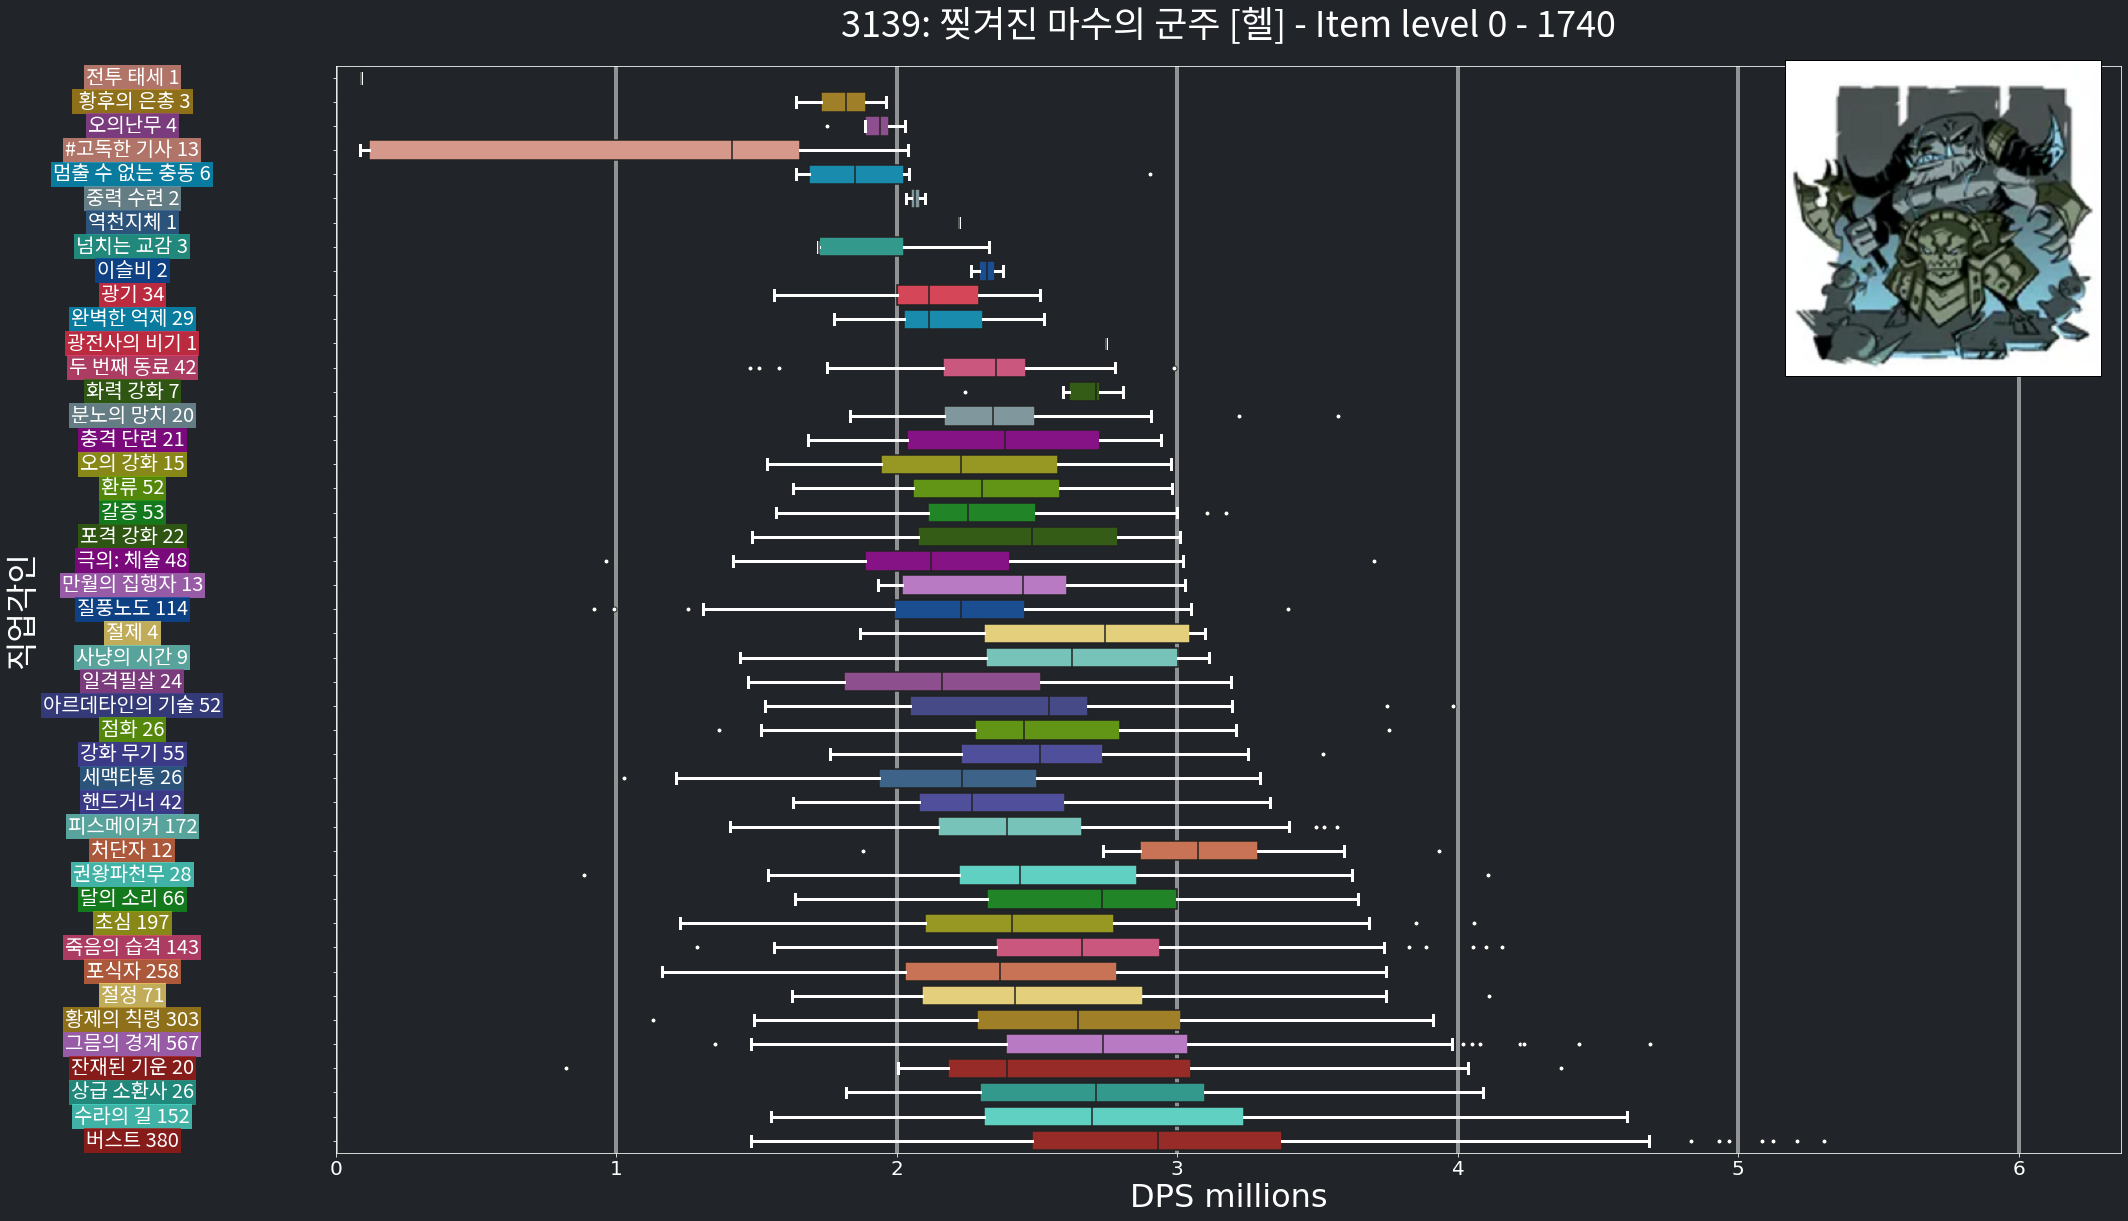 3139: 찢겨진 마수의 군주 [헬] - Item level 0 - 1740
직업각인
전투 태세 1
황후의 은총 3
오의난무 4
#고독한 기사 13
멈출 수 없는 충동 6
중력 수련 2
역천지체 1
넘치는 교감 3
이슬비 2
광기 34
완벽한 억제 29
광전사의 비기 1
두 번째 동료 42
화력 강화 7
분노의 망치 20
충격 단련 21
오의 강화 15
환류 52
갈증 53
포격 강화 22
극의: 체술 48
만월의 집행자 13
질풍노도 114
절제 4
사냥의 시간 9
일격필살 24
아르데타인의 기술 52
점화 26
강화 무기 55
세맥타통 26
핸드거너 42
피스메이커 172
처단자 12
권왕파천무 28
달의 소리 66
초심 197
죽음의 습격 143
포식자 258
절정 71
황제의 칙령 303
그믐의 경계 567
잔재된 기운 20
상급 소환사 26
수라의 길 152
버스트 380
0 1 2 3 4 5 6
DPS millions